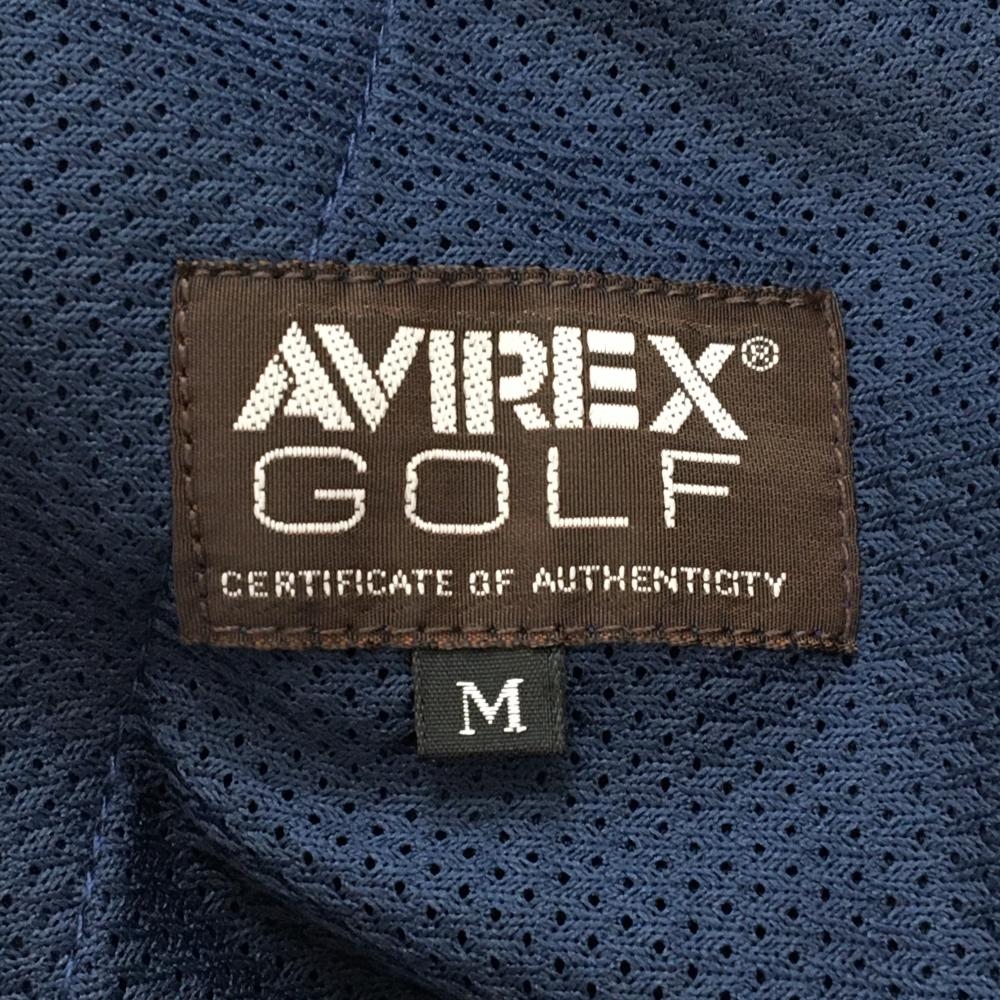 AVIREX®
GOLF
CERTIFICATE OF AUTHENTICITY
M